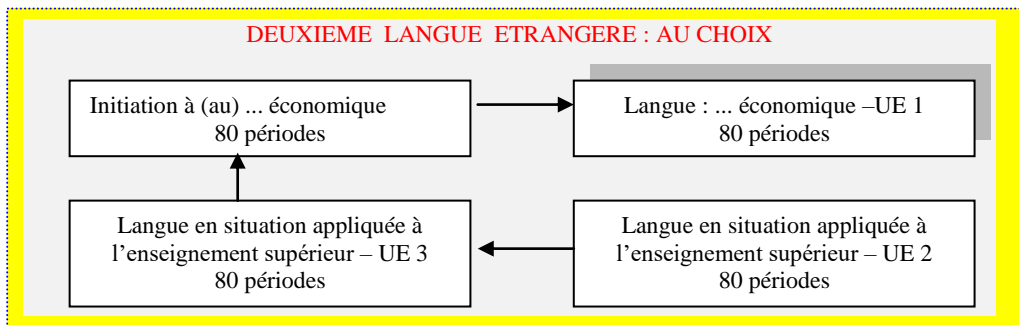 DEUXIEME LANGUE ETRANGERE : AU CHOIX
Initiation à (au) ... économique
80 périodes
Langue : ... économique –UE 1
80 périodes
Langue en situation appliquée à
l’enseignement supérieur – UE 3
80 périodes
Langue en situation appliquée à
l’enseignement supérieur – UE 2
80 périodes